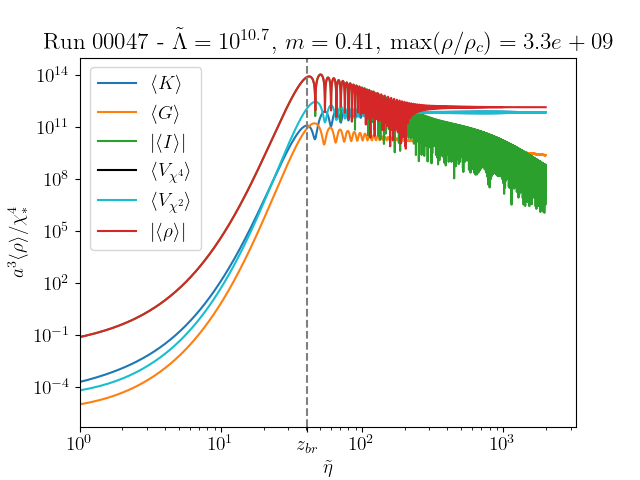 Run 00047 - Λ̃ = 10^10.7, m = 0.41, max(ρ/ρ_c) = 3.3e + 09
⟨K⟩
⟨G⟩
|⟨I⟩|
⟨V_χ⁴⟩
⟨V_χ²⟩
|⟨ρ⟩|
a³⟨ρ⟩/χ_*⁴
10^14
10^11
10^8
10^5
10^2
10^−1
10^−4
10^0
10^1
z_br
10^2
10^3
η̃